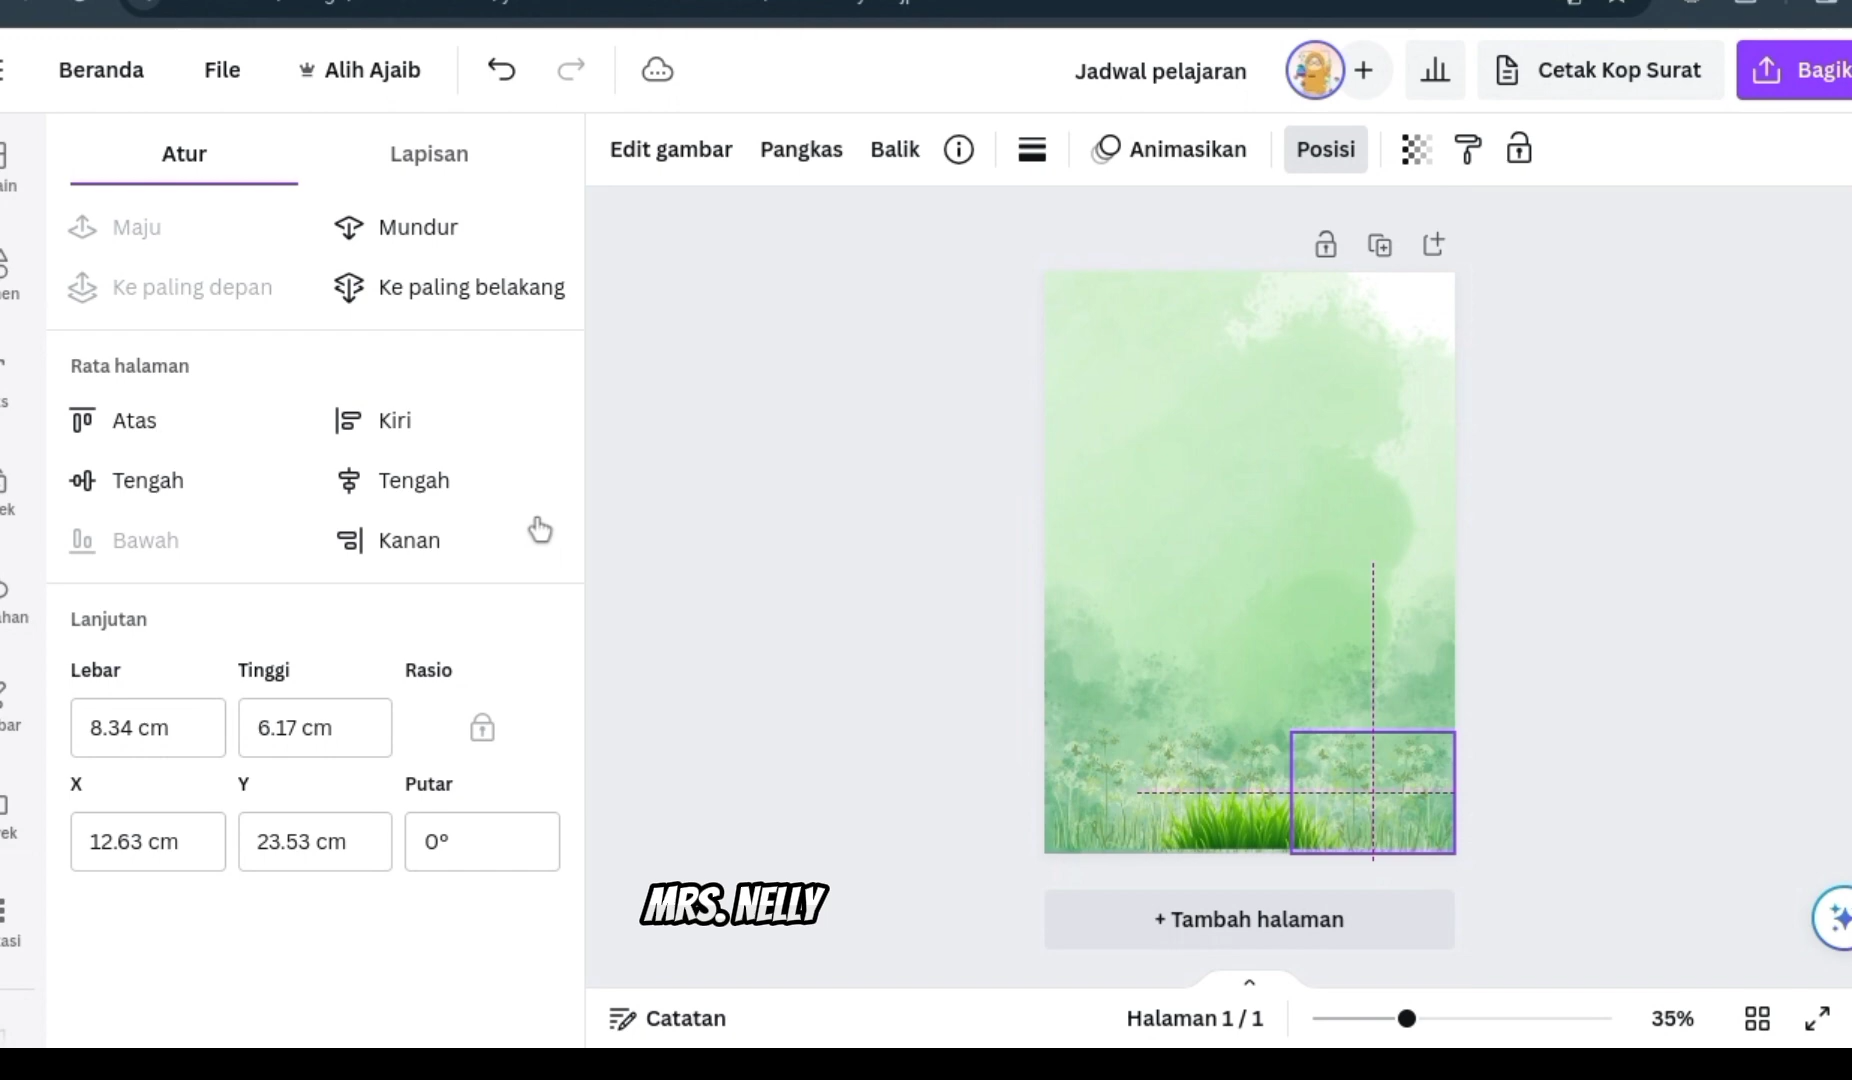 Beranda
File
Alih Ajaib
Jadwal pelajaran
+
Cetak Kop Surat
Bagik
Atur
Lapisan
Edit gambar
Pangkas
Balik
Animasikan
Posisi
Maju
Mundur
Ke paling depan
Ke paling belakang
Rata halaman
Atas
Kiri
Tengah
Tengah
Bawah
Kanan
Lanjutan
Lebar
Tinggi
Rasio
8.34 cm
6.17 cm
X
Y
Putar
12.63 cm
23.53 cm
0°
MRS. NELLY
+ Tambah halaman
Catatan
Halaman 1 / 1
35%